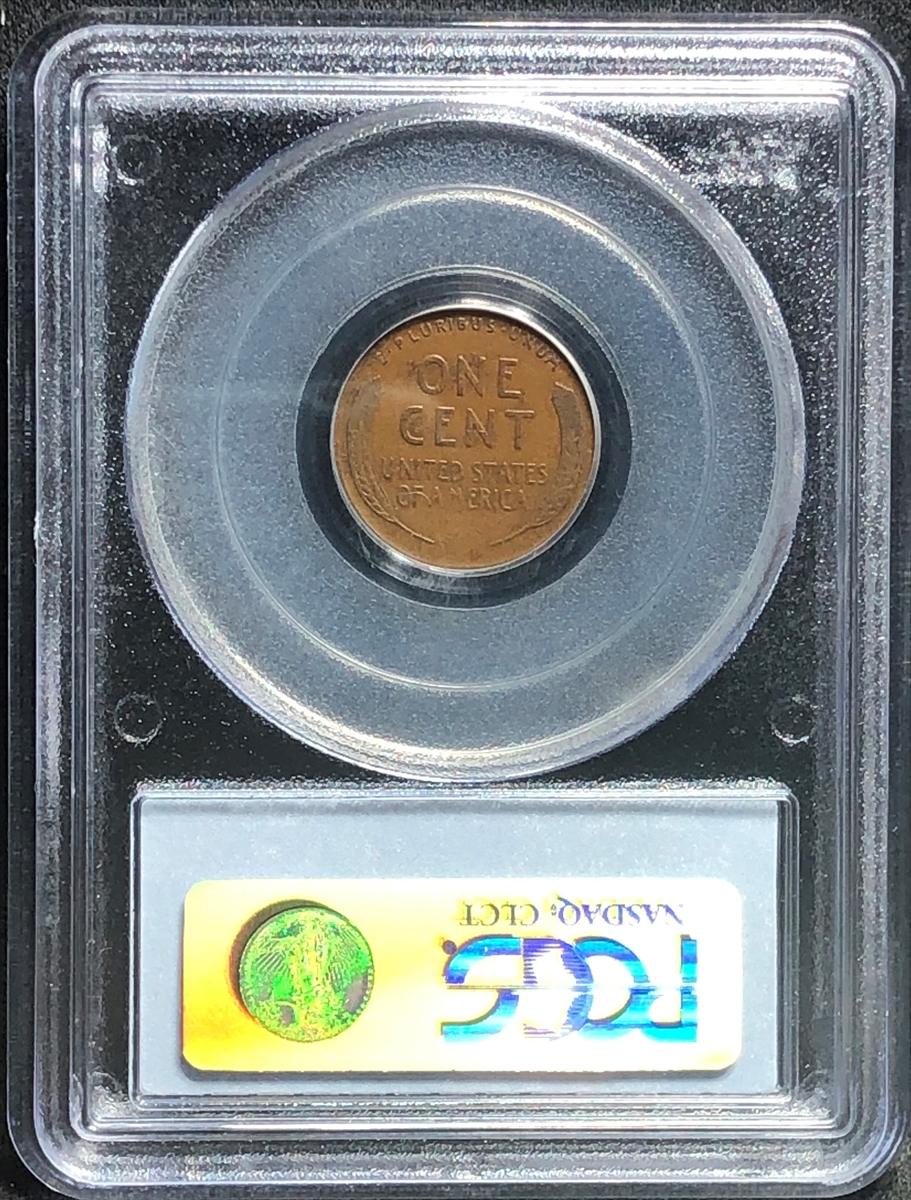 E·PLURIBUS·UNUM
ONE
CENT
UNITED STATES
OF AMERICA
NASDAQ: CLCT
PCGS